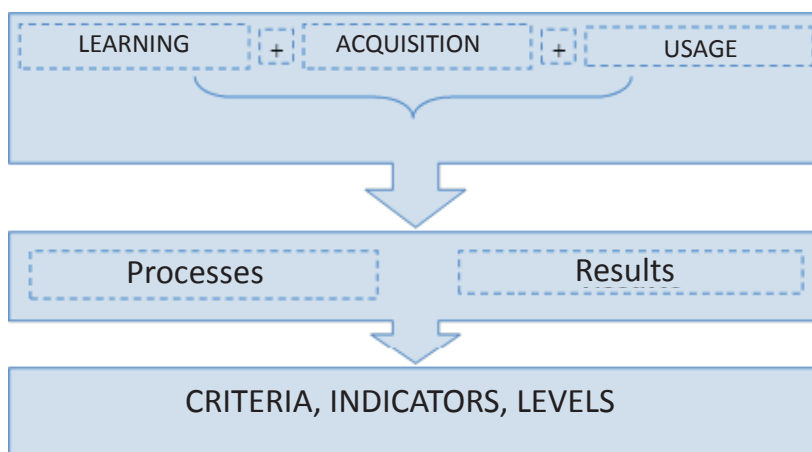 LEARNING + ACQUISITION + USAGE
Processes Results
CRITERIA, INDICATORS, LEVELS